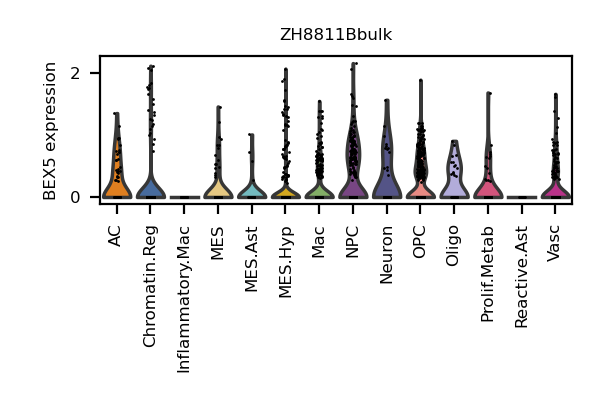 ZH8811Bbulk
BEX5 expression
2
0
AC
Chromatin.Reg
Inflammatory.Mac
MES
MES.Ast
MES.Hyp
Mac
NPC
Neuron
OPC
Oligo
Prolif.Metab
Reactive.Ast
Vasc